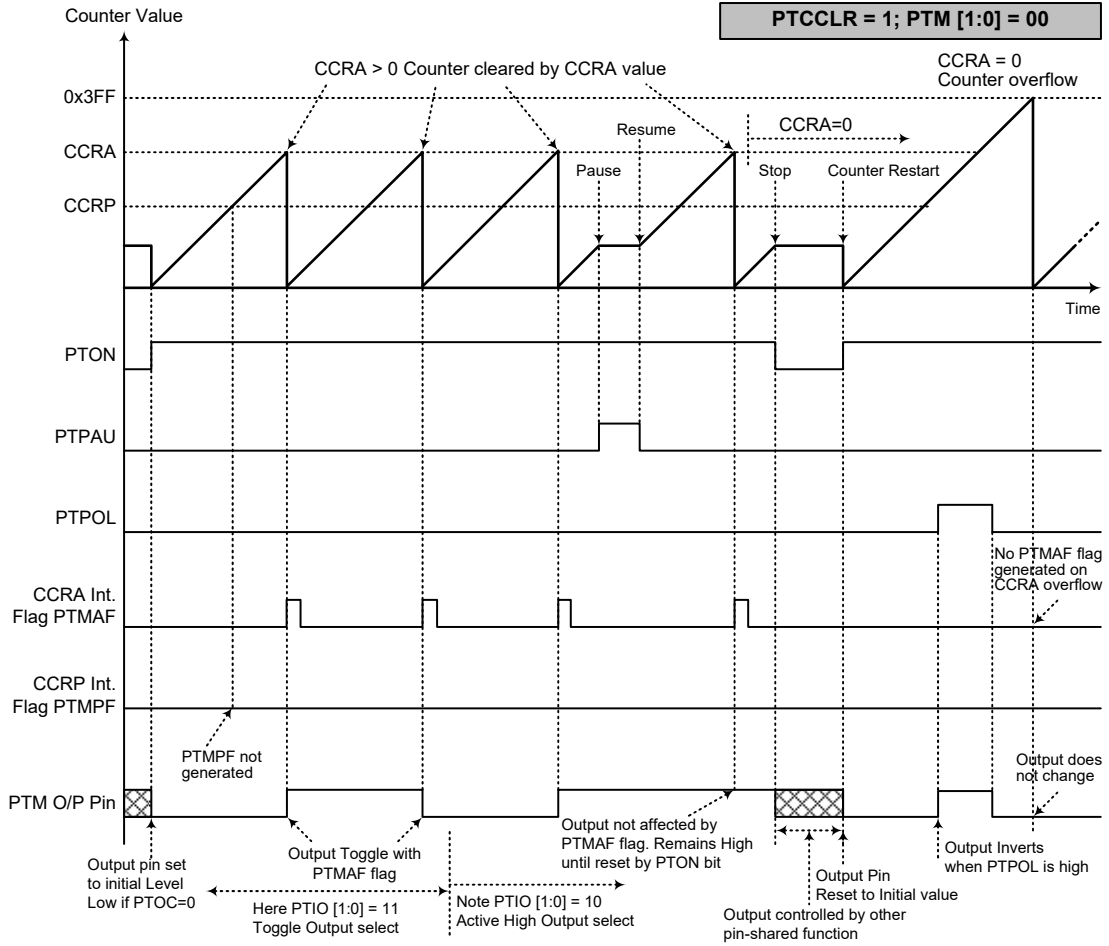 Counter Value
PTCCLR = 1; PTM [1:0] = 00
CCRA > 0 Counter cleared by CCRA value
CCRA = 0
Counter overflow
0x3FF
Resume
CCRA=0
CCRA
Pause
Stop
Counter Restart
CCRP
Time
PTON
PTPAU
PTPOL
No PTMAF flag
generated on
CCRA overflow
CCRA Int.
Flag PTMAF
CCRP Int.
Flag PTMPF
PTMPF not
generated
Output does
not change
PTM O/P Pin
Output pin set
to initial Level
Low if PTOC=0
Output Toggle with
PTMAF flag
Output not affected by
PTMAF flag. Remains High
until reset by PTON bit
Output Inverts
when PTPOL is high
Output Pin
Reset to Initial value
Here PTIO [1:0] = 11
Toggle Output select
Note PTIO [1:0] = 10
Active High Output select
Output controlled by other
pin-shared function